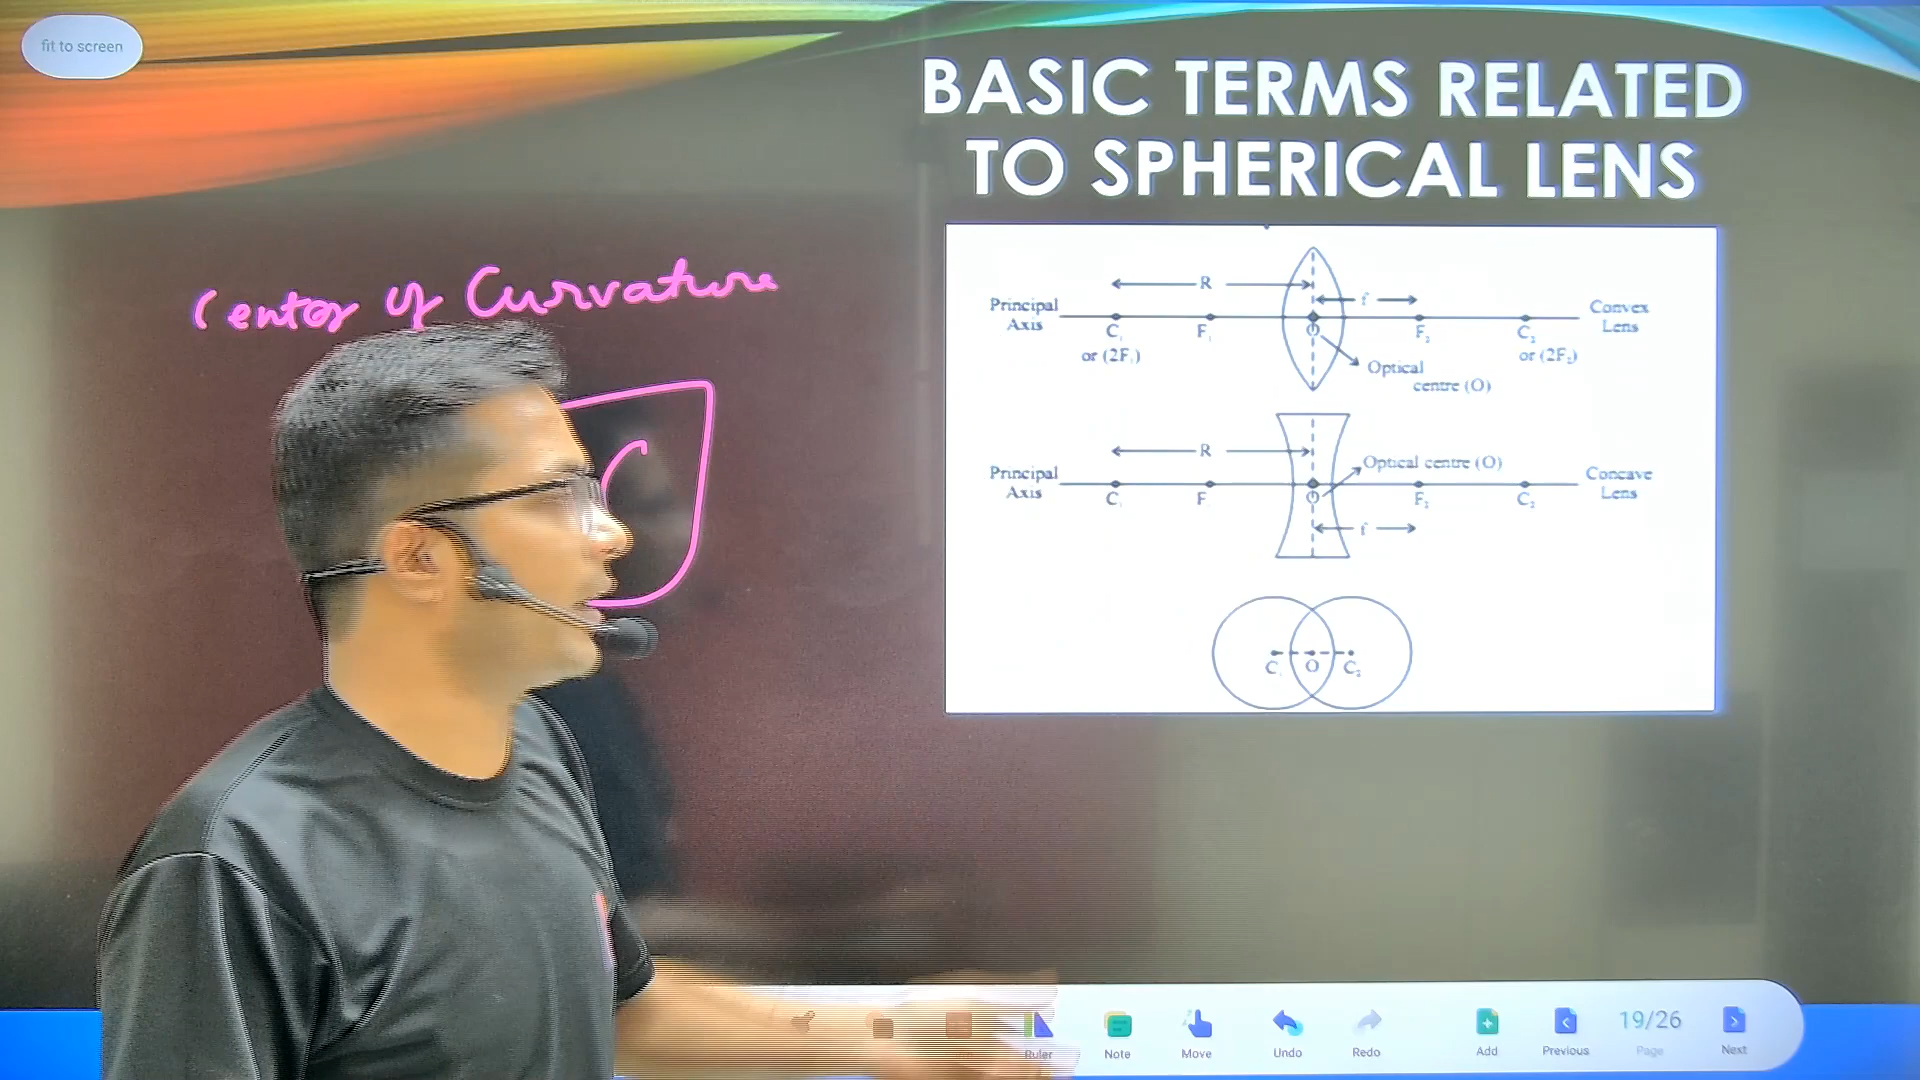 fit to screen
BASIC TERMS RELATED
TO SPHERICAL LENS
Center of Curvature
C
R
f
Principal
Axis
C₁
or (2F₁)
F₁
O
F₂
C₂
or (2F₂)
Convex
Lens
Optical
centre (O)
R
Optical centre (O)
Principal
Axis
C₁
F
O
F₂
C₂
Concave
Lens
f
C₁ O C₂
Ruler
Note
Move
Undo
Redo
Add
Previous
19/26
Page
Next